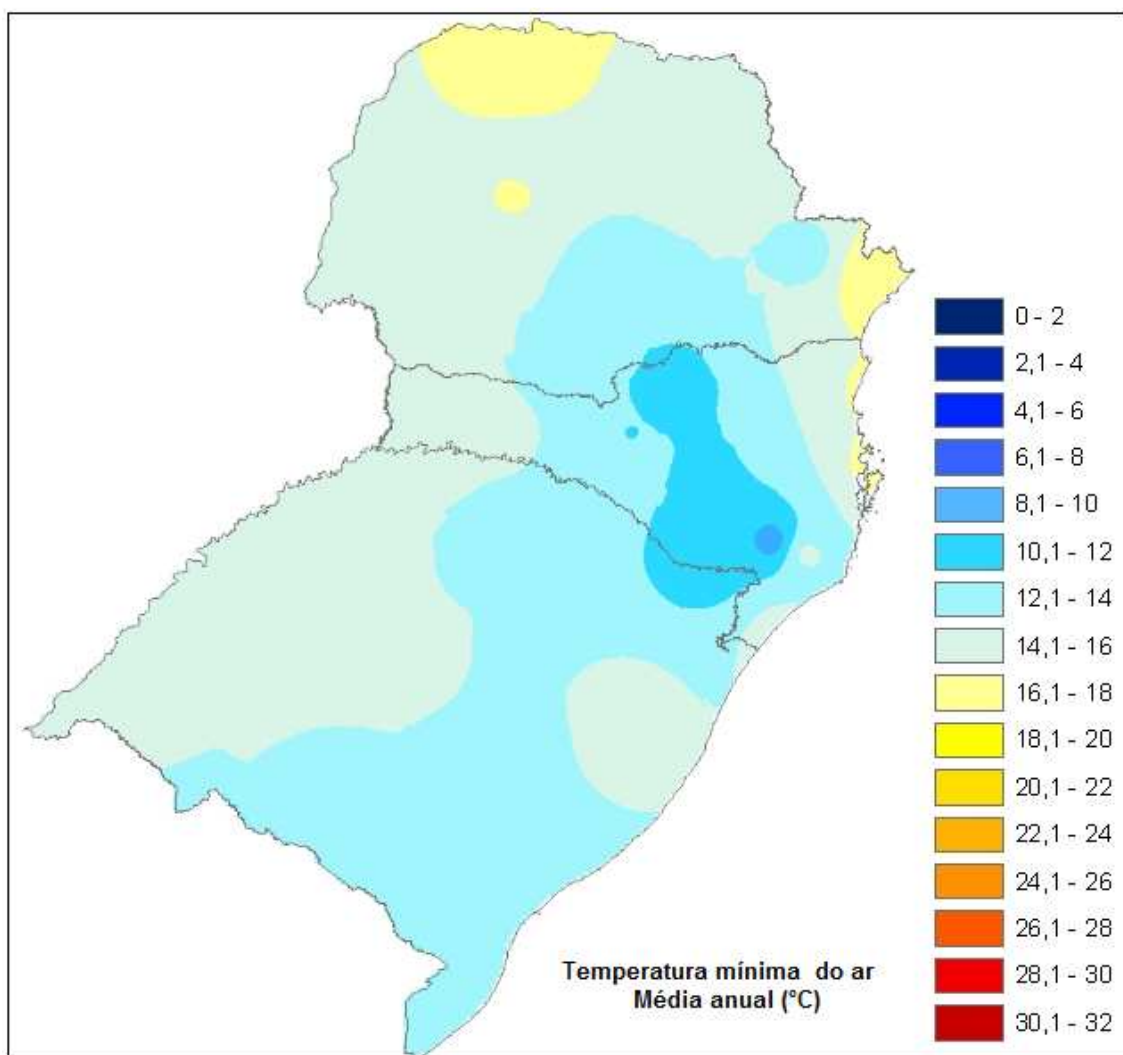 0 - 2
2,1 - 4
4,1 - 6
6,1 - 8
8,1 - 10
10,1 - 12
12,1 - 14
14,1 - 16
16,1 - 18
18,1 - 20
20,1 - 22
22,1 - 24
24,1 - 26
26,1 - 28
28,1 - 30
30,1 - 32
Temperatura mínima do ar
Média anual (°C)